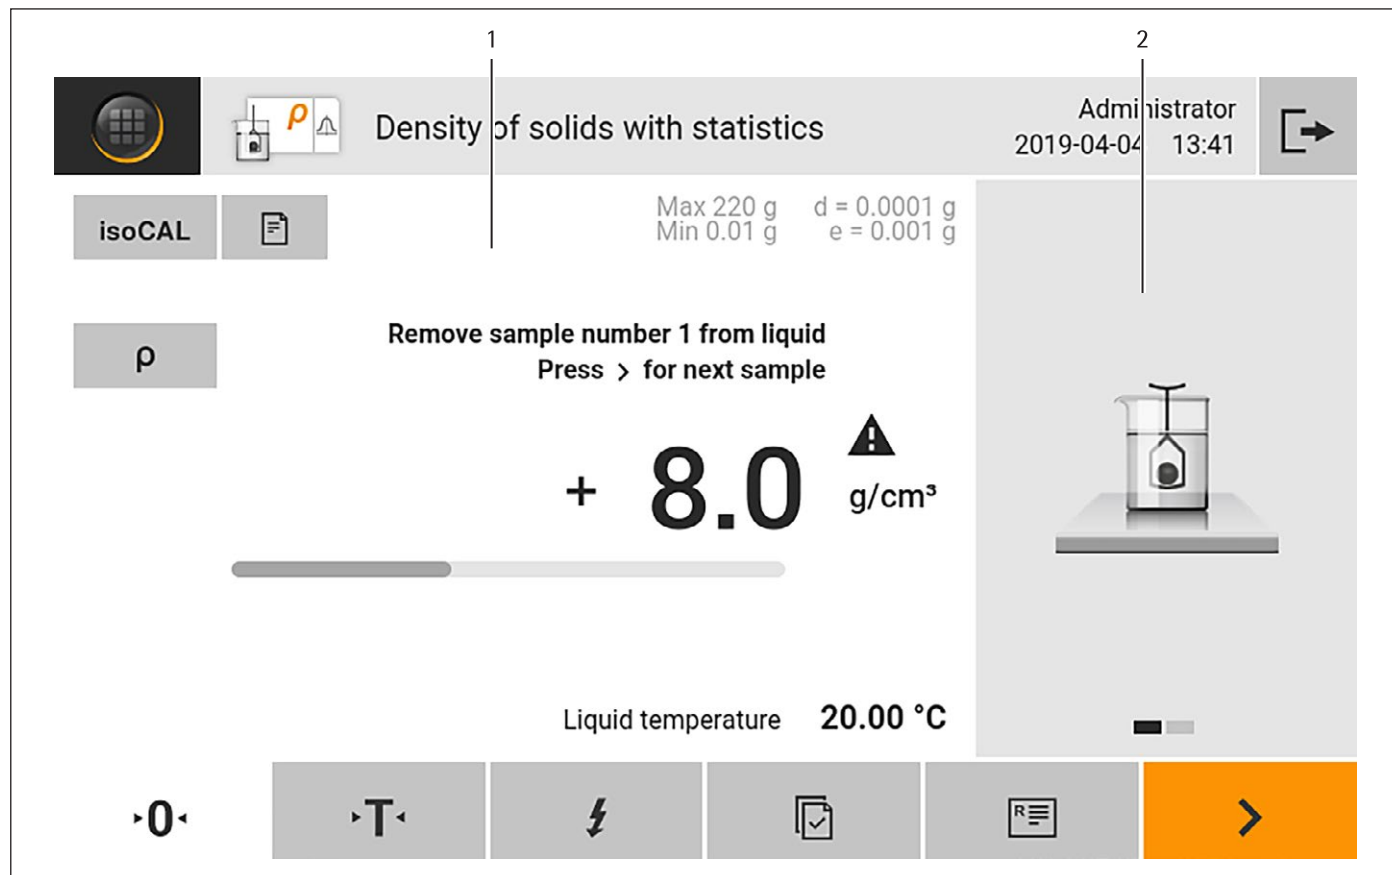 1 2
ρ Density of solids with statistics Administrator
2019-04-04 13:41
isoCAL Max 220 g d = 0.0001 g
Min 0.01 g e = 0.001 g
Remove sample number 1 from liquid
ρ Press > for next sample
+ 8.0 g/cm³
Liquid temperature 20.00 °C
0 T R >